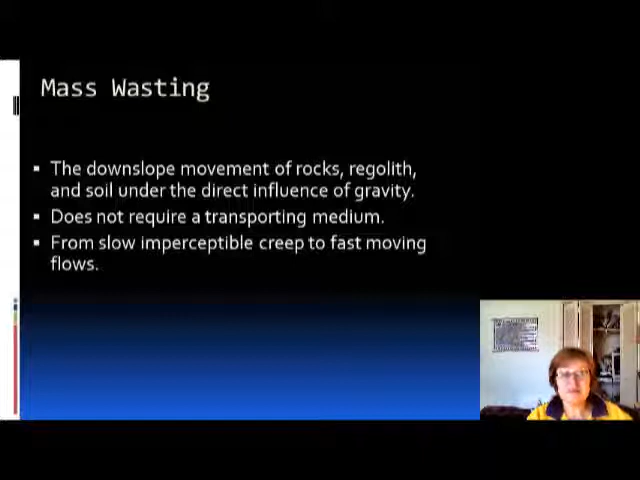 Mass Wasting
▪ The downslope movement of rocks, regolith,
and soil under the direct influence of gravity.
▪ Does not require a transporting medium.
▪ From slow imperceptible creep to fast moving
flows.